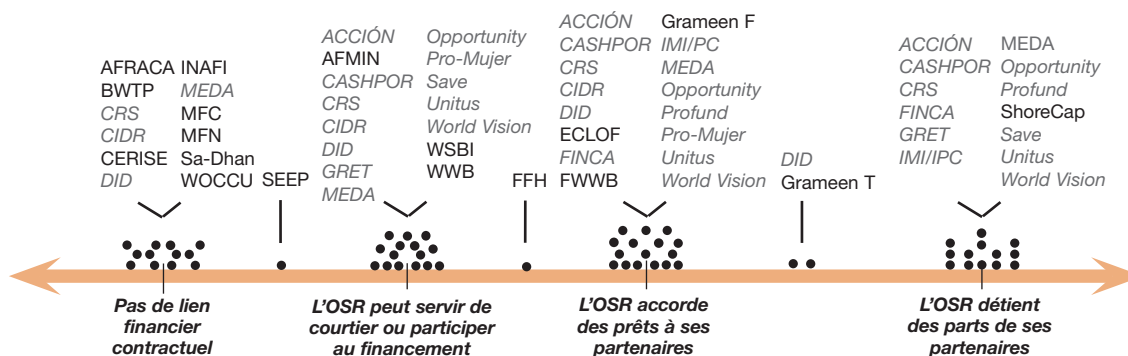 AFRACA INAFI
BWTP MEDA
CRS MFC
CIDR MFN
CERISE Sa-Dhan
DID WOCCU
SEEP
ACCIÓN Opportunity
AFMIN Pro-Mujer
CASHPOR Save
CRS Unitus
CIDR World Vision
DID WSBI
GRET WWB
MEDA
FFH
ACCIÓN Grameen F
CASHPOR IMI/PC
CRS MEDA
CIDR Opportunity
DID Profund
ECLOF Pro-Mujer
FINCA Unitus
FWWB World Vision
DID
Grameen T
ACCIÓN MEDA
CASHPOR Opportunity
CRS Profund
FINCA ShoreCap
GRET Save
IMI/IPC Unitus
World Vision
Pas de lien
financier
contractuel
L'OSR peut servir de
courtier ou participer
au financement
L'OSR accorde
des prêts à ses
partenaires
L'OSR détient
des parts de ses
partenaires